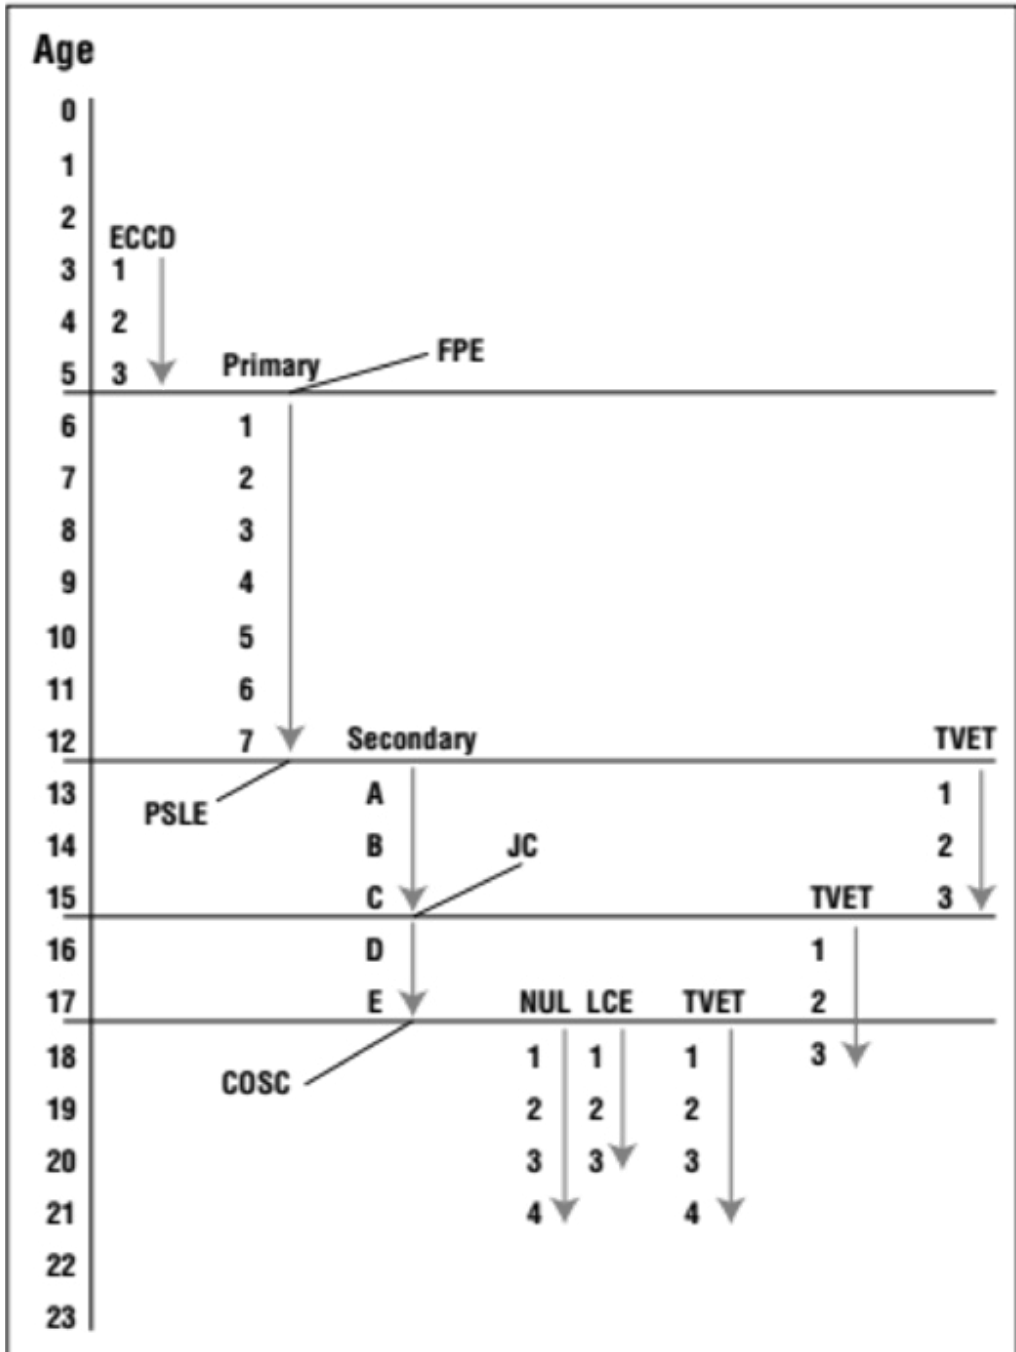 Age
0
1
2
ECCD
3 1
4 2
FPE
Primary
5 3
6 1
7 2
8 3
9 4
10 5
11 6
12 7 Secondary TVET
13 A 1
PSLE
14 B JC 2
15 C TVET 3
16 D 1
17 E NUL LCE TVET 2
18 1 1 1 3
COSC
19 2 2 2
20 3 3 3
21 4 4
22
23